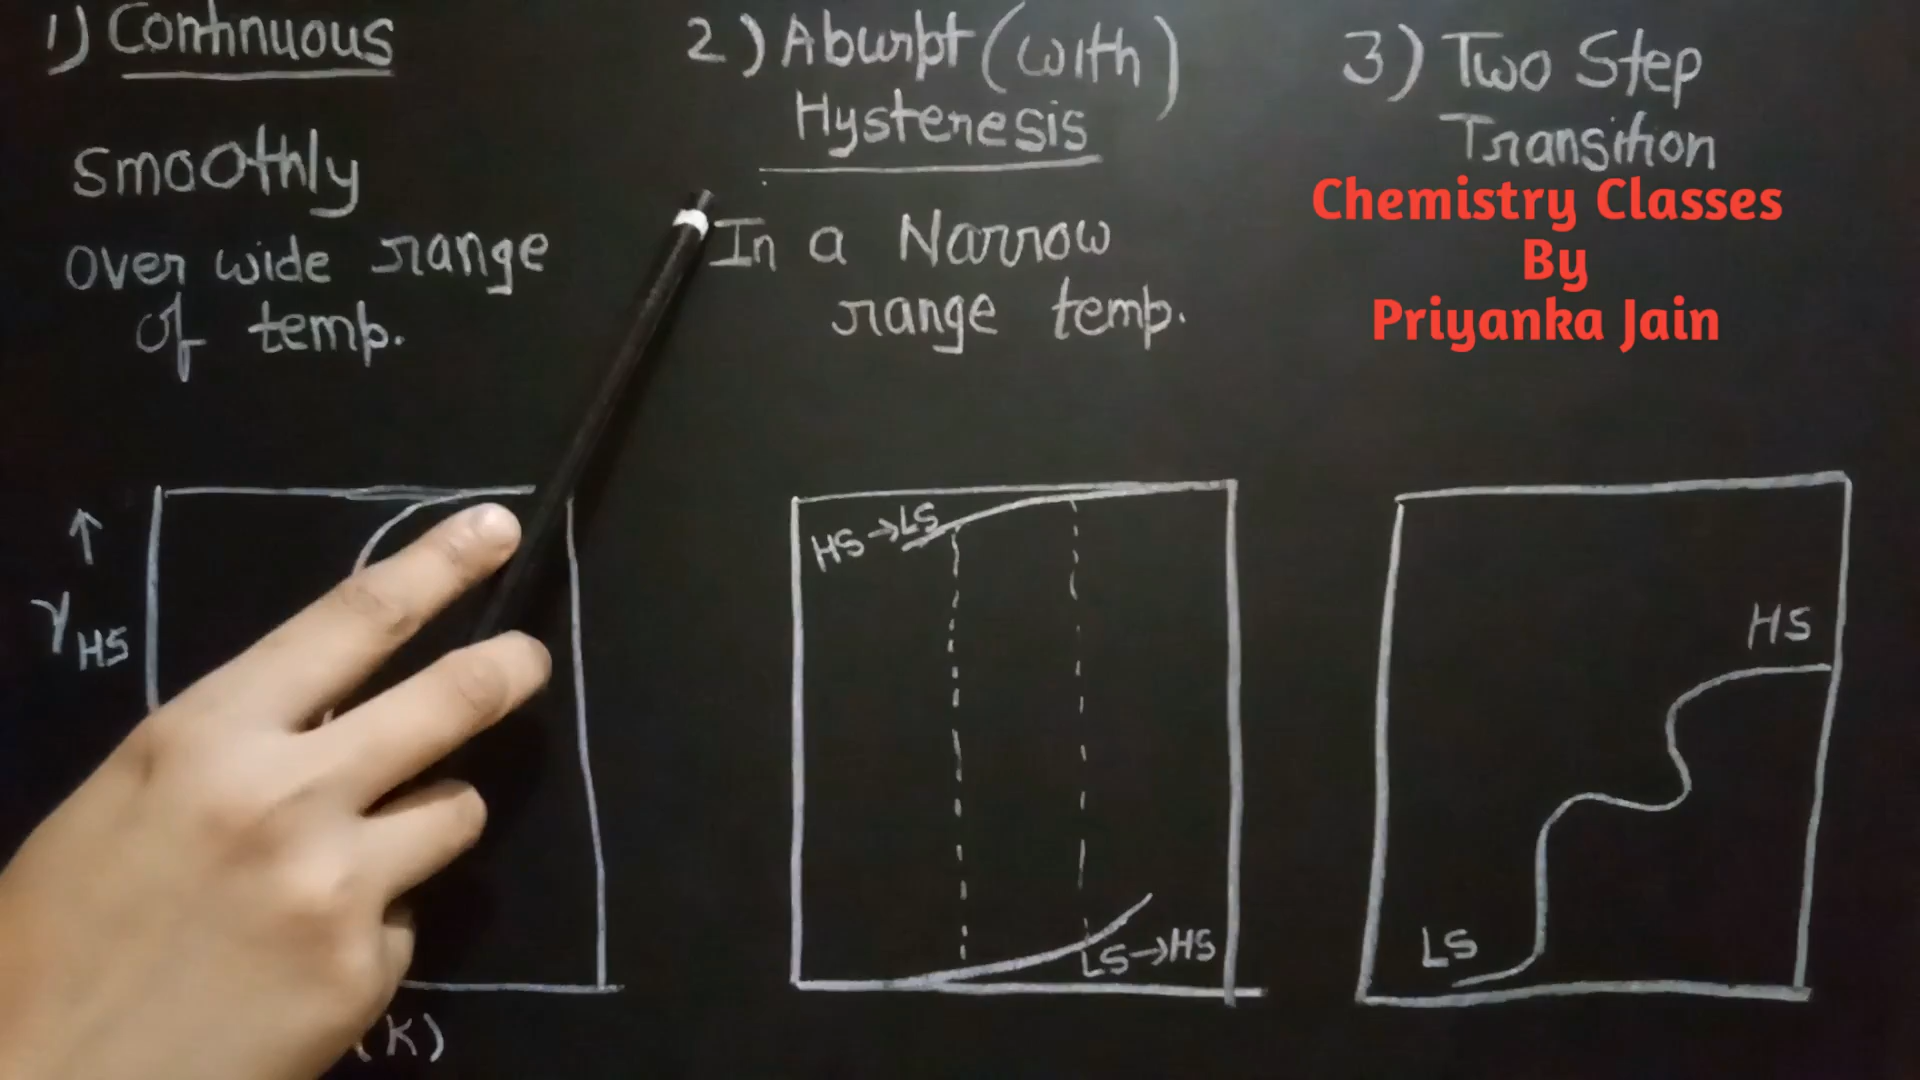 1) Continuous
Smoothly
over wide range
of temp.
2) Aburpt (with)
Hysteresis
In a Narrow
range temp.
3) Two Step
Transition
Chemistry Classes
By
Priyanka Jain
↑
γHS
(K)
HS→LS
LS→HS
HS
LS